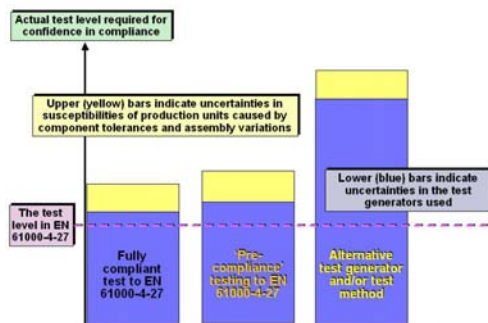 Actual test level required for
confidence in compliance
Upper (yellow) bars indicate uncertainties in
susceptibilities of production units caused by
component tolerances and assembly variations
Lower (blue) bars indicate
uncertainties in the test
generators used
The test
level in EN
61000-4-27
Fully
compliant
test to EN
61000-4-27
'Pre-
compliance'
testing to EN
61000-4-27
Alternative
test generator
and/or test
method